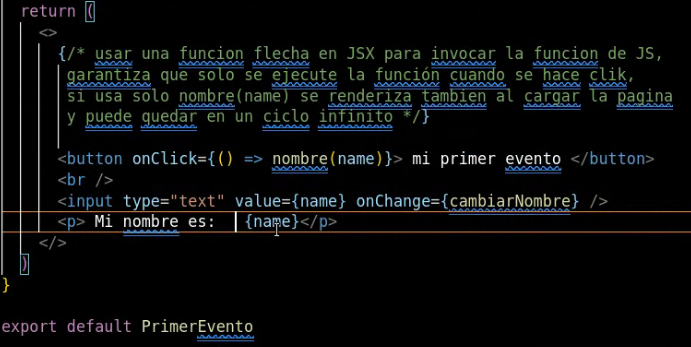 return (
<>
{/* usar una funcion flecha en JSX para invocar la funcion de JS,
garantiza que solo se ejecute la función cuando se hace clik,
si usa solo nombre(name) se renderiza tambien al cargar la pagina
y puede quedar en un ciclo infinito */}
<button onClick={() => nombre(name)}> mi primer evento </button>
<br />
<input type="text" value={name} onChange={cambiarNombre} />
<p> Mi nombre es:   {name}</p>
</>
)
}
export default PrimerEvento